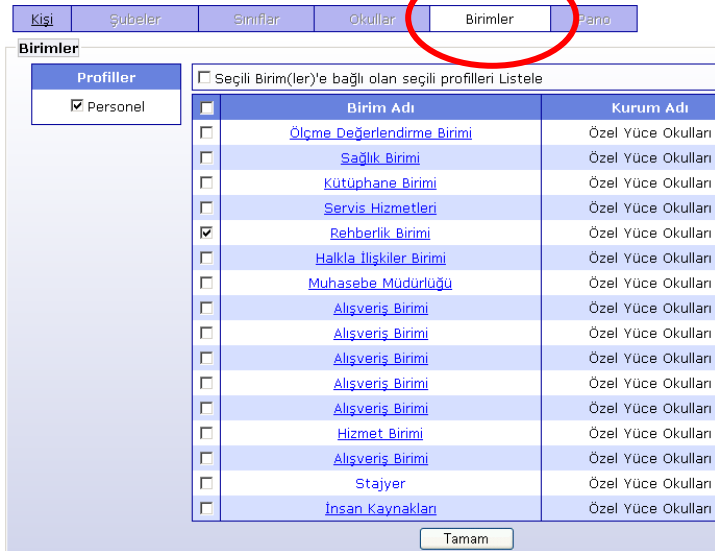 Kişi Şubeler Sınıflar Okullar Birimler Pano
Birimler
Profiller
Personel
Seçili Birim(ler)'e bağlı olan seçili profilleri Listele
Birim Adı Kurum Adı
Ölçme Değerlendirme Birimi Özel Yüce Okulları
Sağlık Birimi Özel Yüce Okulları
Kütüphane Birimi Özel Yüce Okulları
Servis Hizmetleri Özel Yüce Okulları
Rehberlik Birimi Özel Yüce Okulları
Halkla İlişkiler Birimi Özel Yüce Okulları
Muhasebe Müdürlüğü Özel Yüce Okulları
Alışveriş Birimi Özel Yüce Okulları
Alışveriş Birimi Özel Yüce Okulları
Alışveriş Birimi Özel Yüce Okulları
Alışveriş Birimi Özel Yüce Okulları
Alışveriş Birimi Özel Yüce Okulları
Hizmet Birimi Özel Yüce Okulları
Alışveriş Birimi Özel Yüce Okulları
Stajyer Özel Yüce Okulları
İnsan Kaynakları Özel Yüce Okulları
Tamam